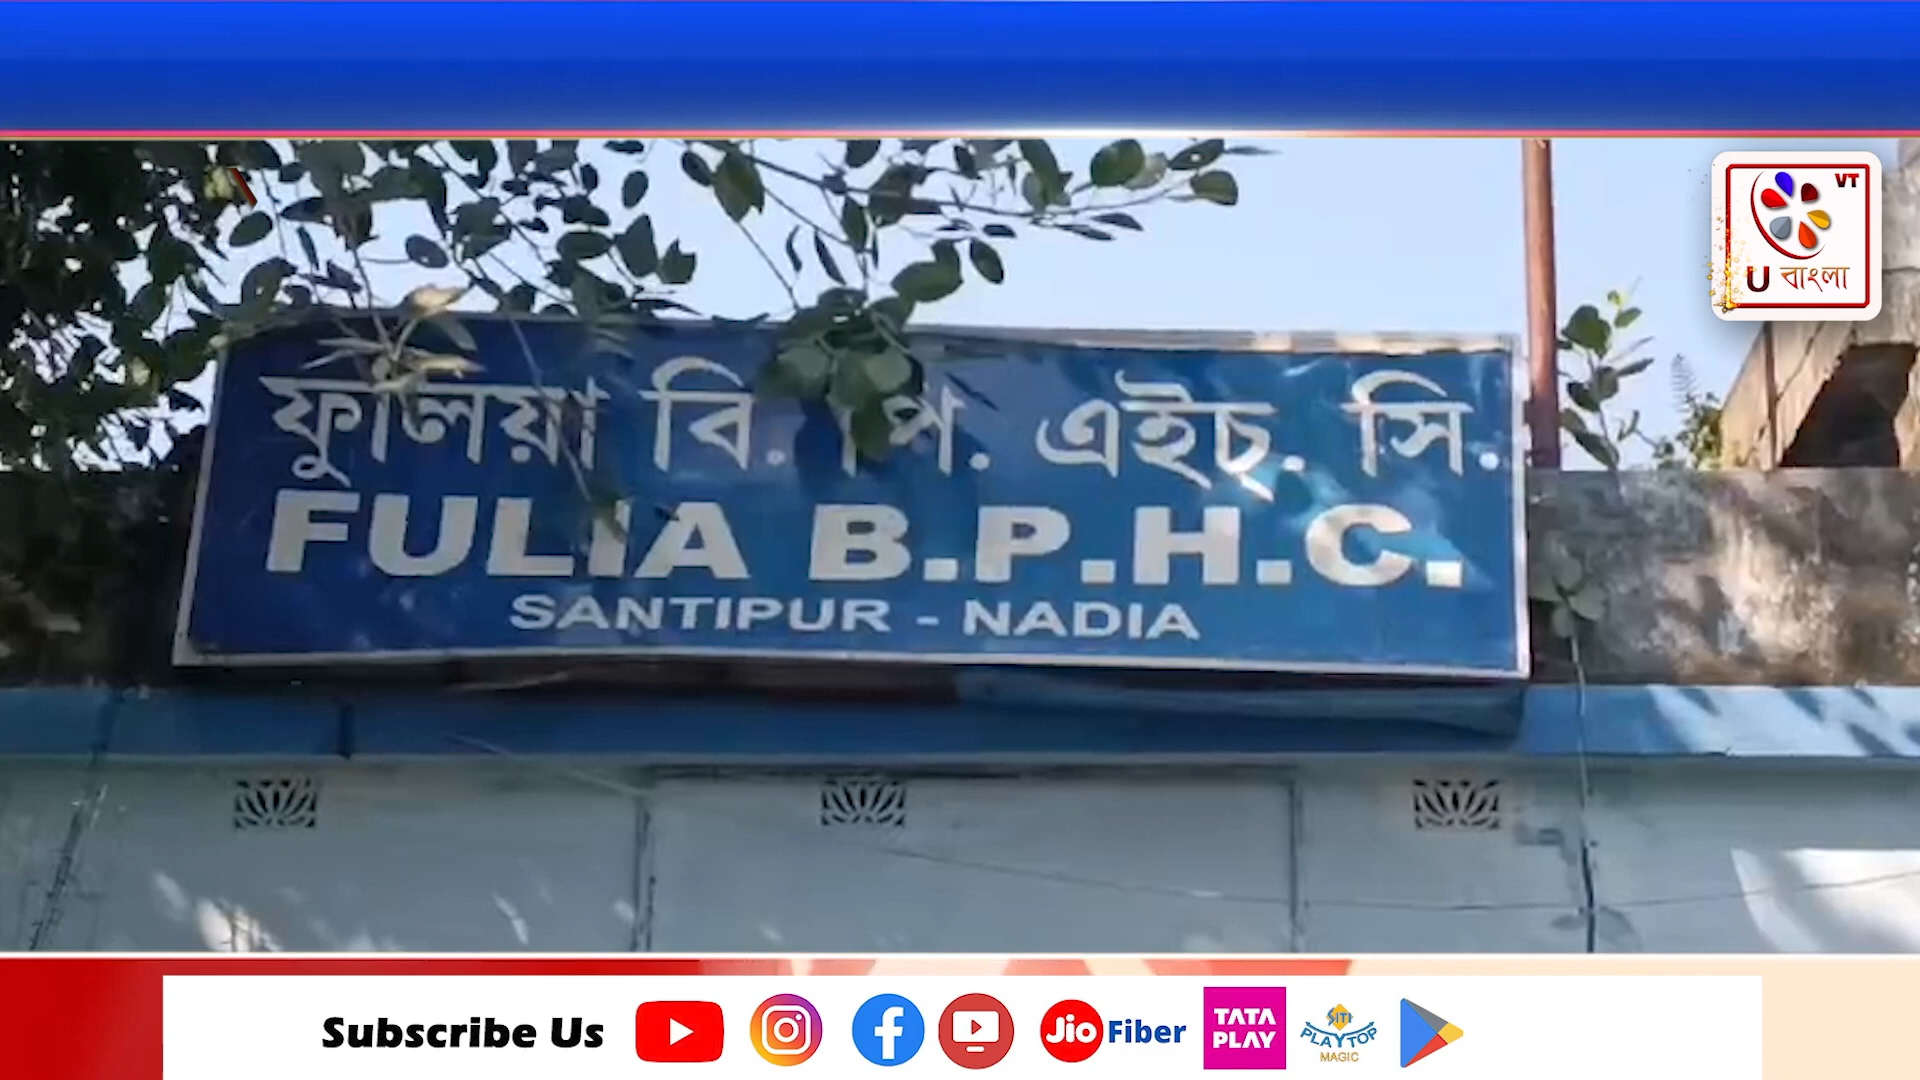 VT
U বাংলা
ফুলিয়া বি. পি. এইচ. সি.
FULIA B.P.H.C.
SANTIPUR - NADIA
Subscribe Us
Jio Fiber
TATA PLAY
SITI PLAYTOP MAGIC